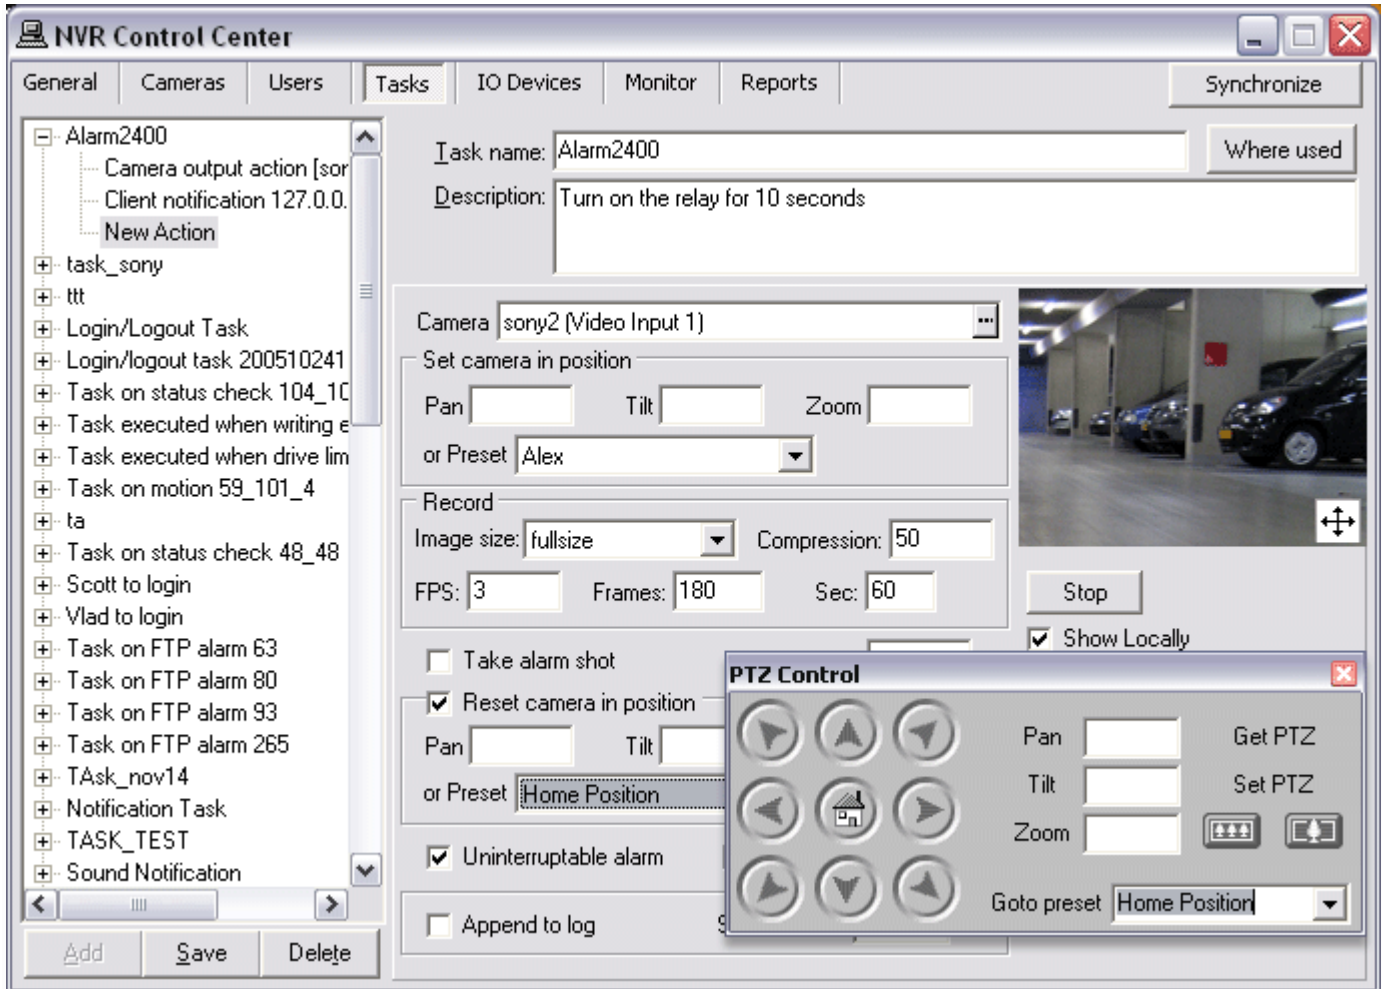 NVR Control Center
General Cameras Users Tasks IO Devices Monitor Reports Synchronize
Alarm2400
Camera output action [sor
Client notification 127.0.0.
New Action
task_sony
ttt
Login/Logout Task
Login/logout task 200510241
Task on status check 104_10
Task executed when writing e
Task executed when drive lim
Task on motion 59_101_4
ta
Task on status check 48_48
Scott to login
Vlad to login
Task on FTP alarm 63
Task on FTP alarm 80
Task on FTP alarm 93
Task on FTP alarm 265
TAsk_nov14
Notification Task
TASK_TEST
Sound Notification
Add Save Delete
Task name: Alarm2400 Where used
Description: Turn on the relay for 10 seconds
Camera sony2 (Video Input 1) ...
Set camera in position
Pan Tilt Zoom
or Preset Alex
Record
Image size: fullsize Compression: 50
FPS: 3 Frames: 180 Sec: 60
Take alarm shot
Reset camera in position
Pan Tilt
or Preset Home Position
Uninterruptable alarm
Append to log
Stop
Show Locally
PTZ Control
Pan Get PTZ
Tilt Set PTZ
Zoom
Goto preset Home Position